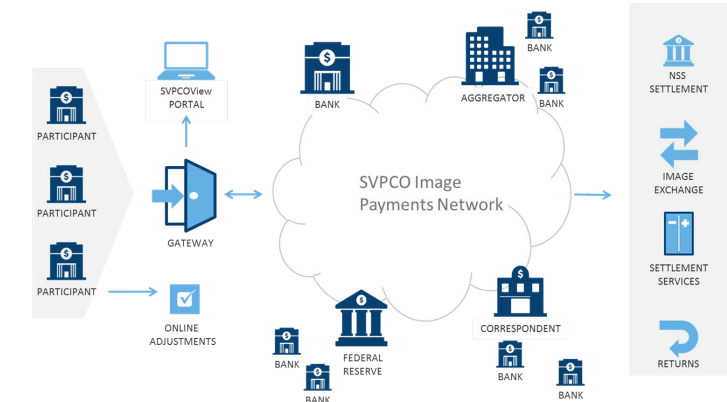 PARTICIPANT
PARTICIPANT
PARTICIPANT
SVPCOView
PORTAL
GATEWAY
ONLINE
ADJUSTMENTS
BANK
AGGREGATOR
BANK
BANK
SVPCO Image
Payments Network
FEDERAL
RESERVE
BANK
BANK
CORRESPONDENT
BANK
BANK
NSS
SETTLEMENT
IMAGE
EXCHANGE
SETTLEMENT
SERVICES
RETURNS